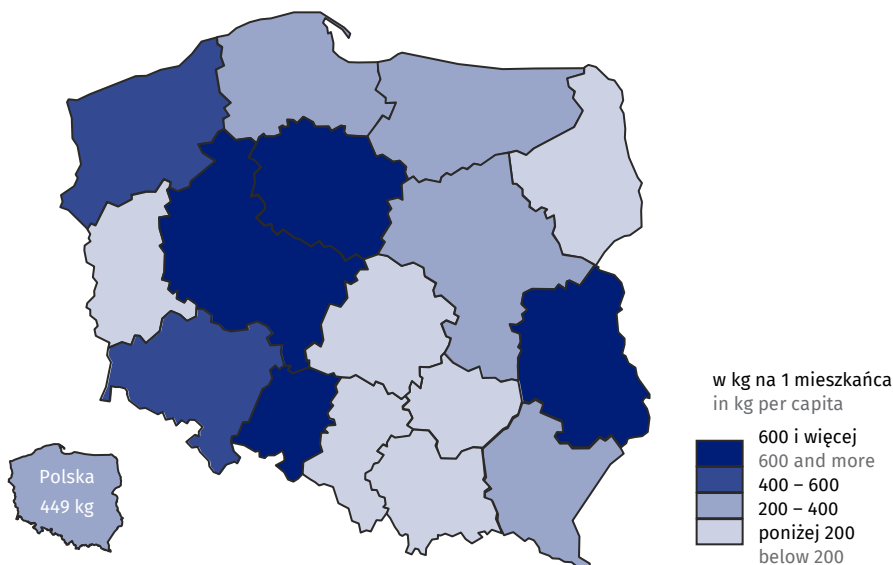 w kg na 1 mieszkańca
in kg per capita
600 i więcej
600 and more
400 – 600
200 – 400
poniżej 200
below 200
Polska
449 kg